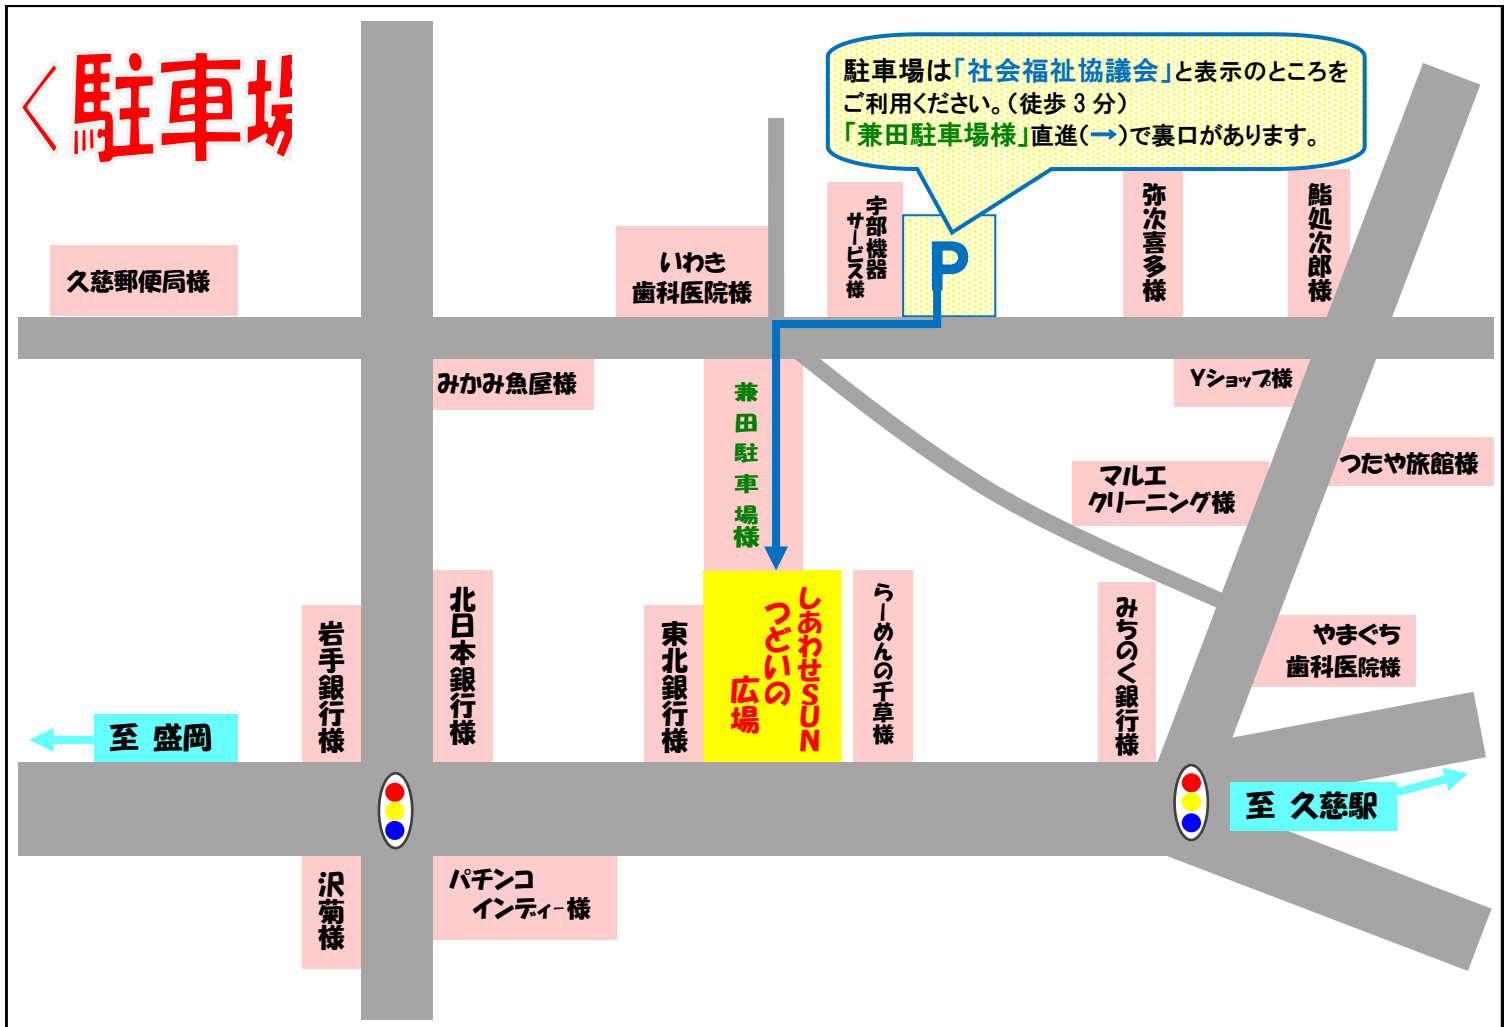 〈駐車場
駐車場は「社会福祉協議会」と表示のところを
ご利用ください。（徒歩３分）
「兼田駐車場様」直進（→）で裏口があります。
久慈郵便局様
いわき
歯科医院様
宇部機器
サービス様
P
弥次喜多様
鮨処次郎様
みかみ魚屋様
兼田駐車場様
Yショップ様
つたや旅館様
マルエ
クリーニング様
岩手銀行様
北日本銀行様
東北銀行様
しあわせSUN
つどいの
広場
らーめんの千草様
みちのく銀行様
やまぐち
歯科医院様
至 盛岡
至 久慈駅
沢菊様
パチンコ
インディー様